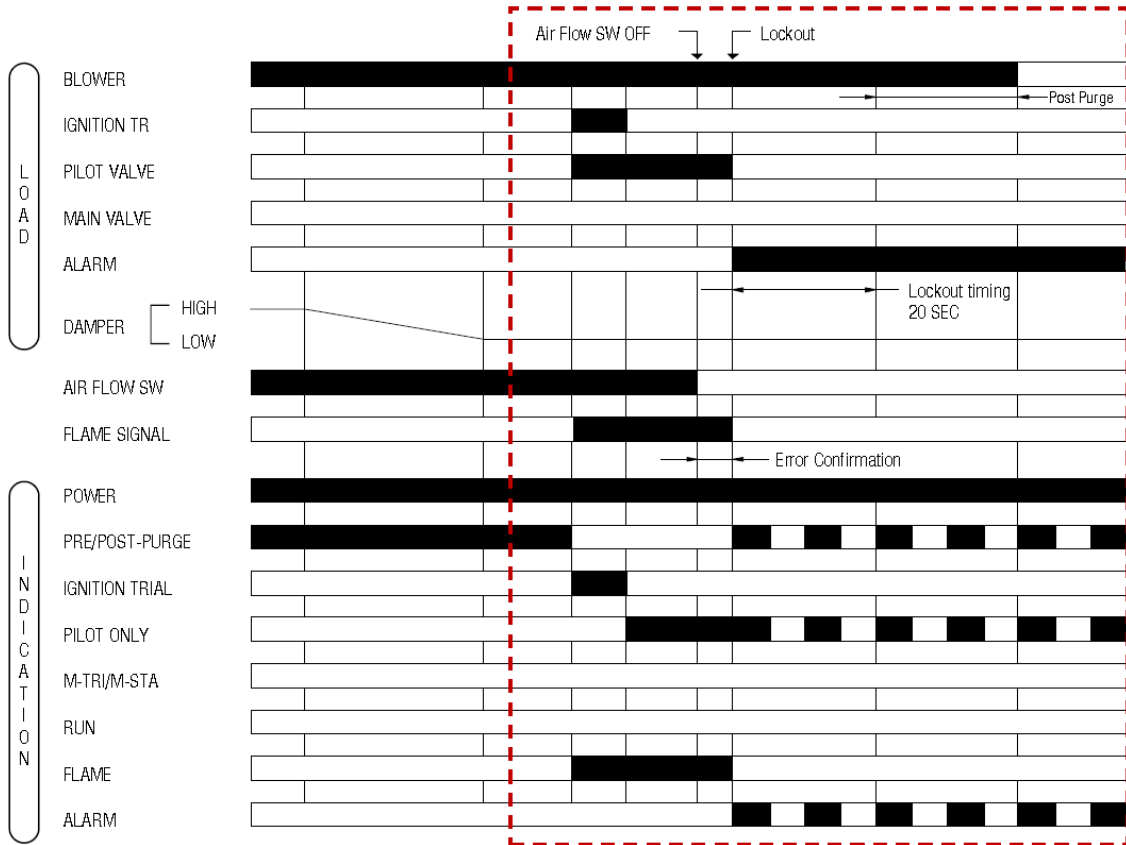 Air Flow SW OFF
Lockout
LOAD
BLOWER
Post Purge
IGNITION TR
PILOT VALVE
MAIN VALVE
ALARM
Lockout timing
20 SEC
DAMPER
HIGH
LOW
AIR FLOW SW
FLAME SIGNAL
Error Confirmation
INDICATION
POWER
PRE/POST-PURGE
IGNITION TRIAL
PILOT ONLY
M-TRI/M-STA
RUN
FLAME
ALARM